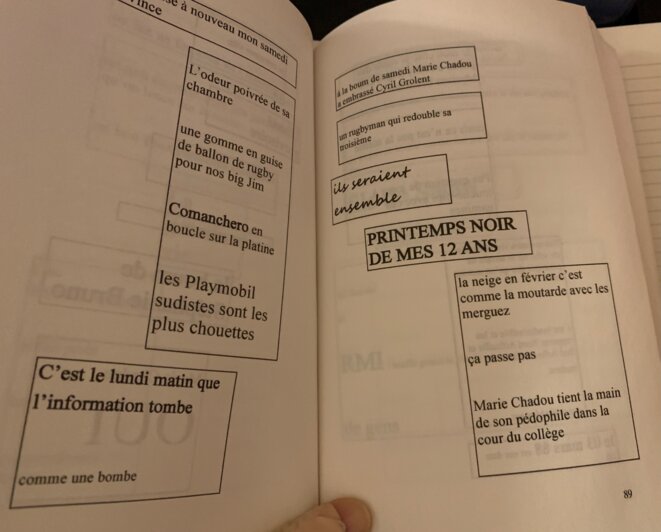 à nouveau mon samedi
L'odeur poivrée de sa
chambre
une gomme en guise
de ballon de rugby
pour nos big Jim
Comanchero en
boucle sur la platine
les Playmobil
sudistes sont les
plus chouettes
C'est le lundi matin que
l'information tombe
comme une bombe
à la boum de samedi Marie Chadou
a embrassé Cyril Grolent
un rugbyman qui redouble sa
troisième
ils seraient
ensemble
PRINTEMPS NOIR
DE MES 12 ANS
la neige en février c'est
comme la moutarde avec les
merguez
ça passe pas
Marie Chadou tient la main
de son pédophile dans la
cour du collège
89